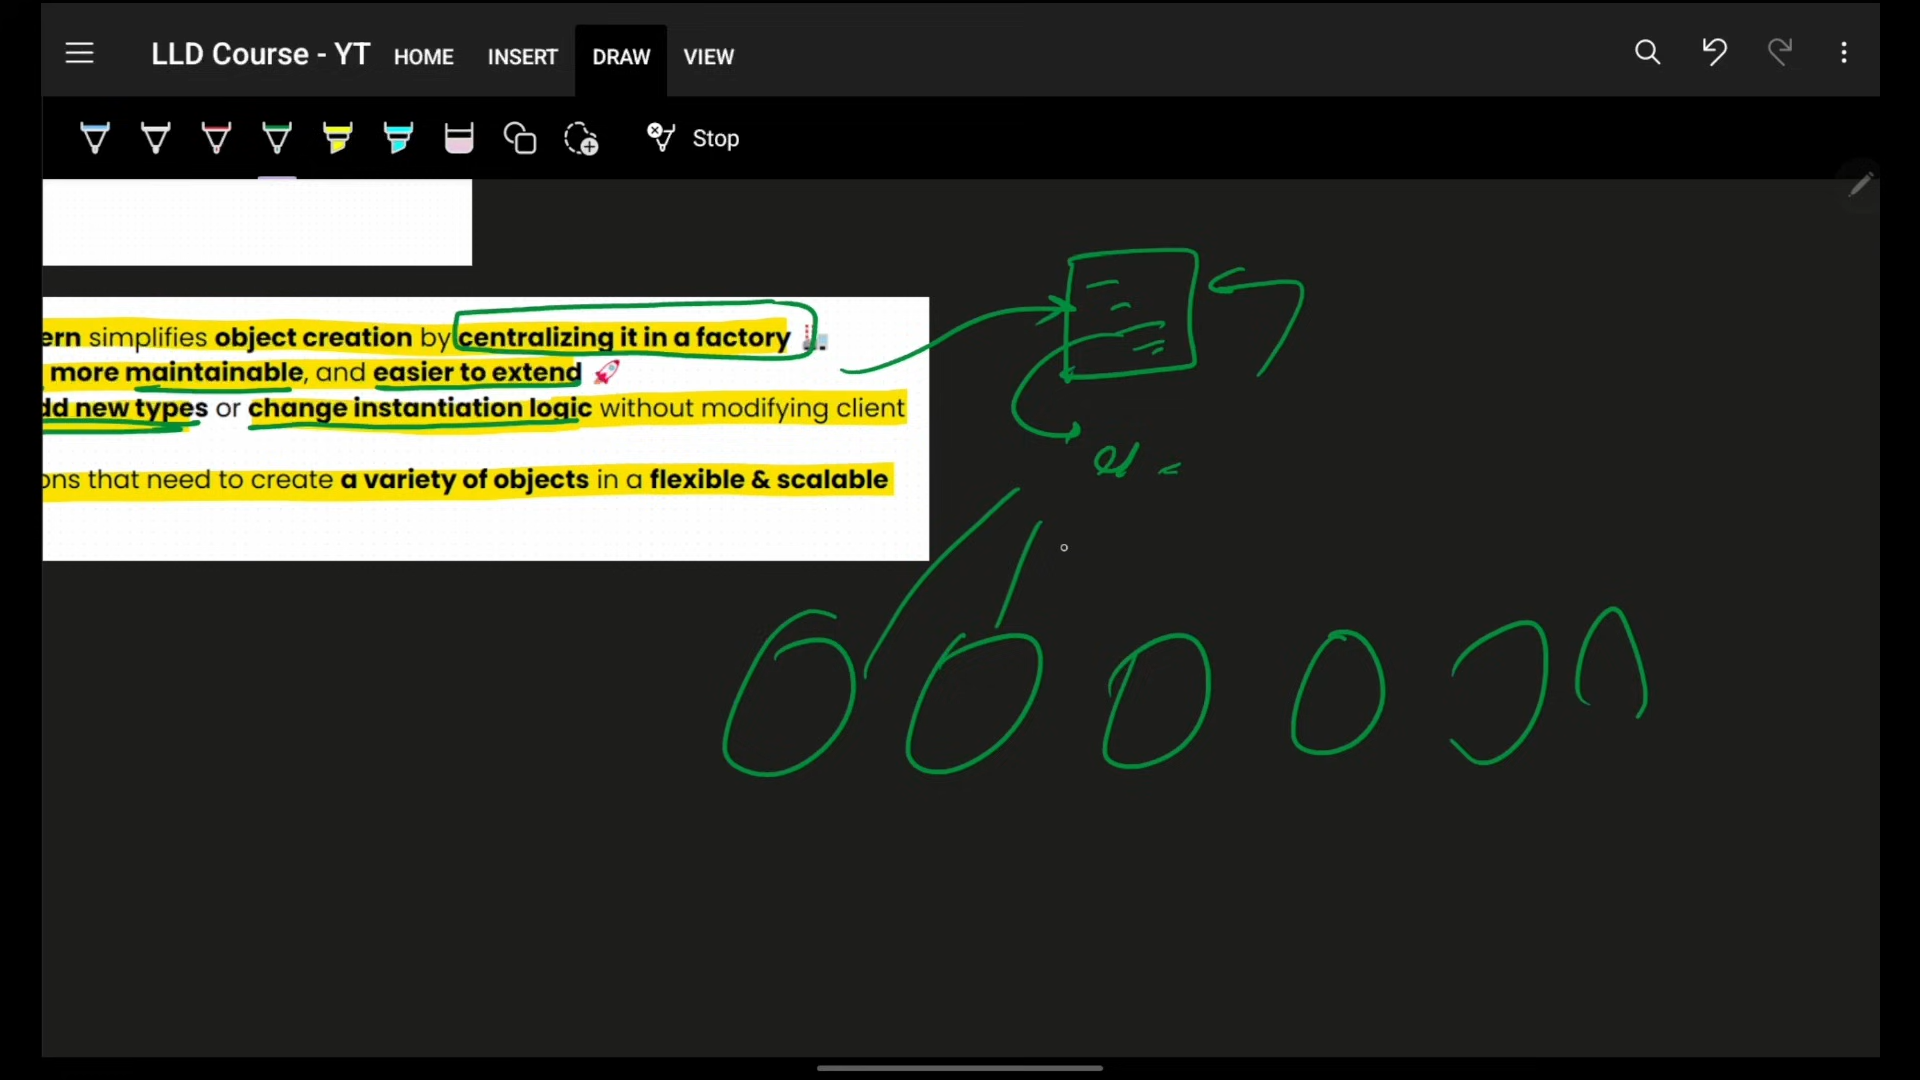 LLD Course - YT HOME INSERT DRAW VIEW
Stop
ern simplifies object creation by centralizing it in a factory
more maintainable, and easier to extend 🚀
dd new types or change instantiation logic without modifying client
ons that need to create a variety of objects in a flexible & scalable